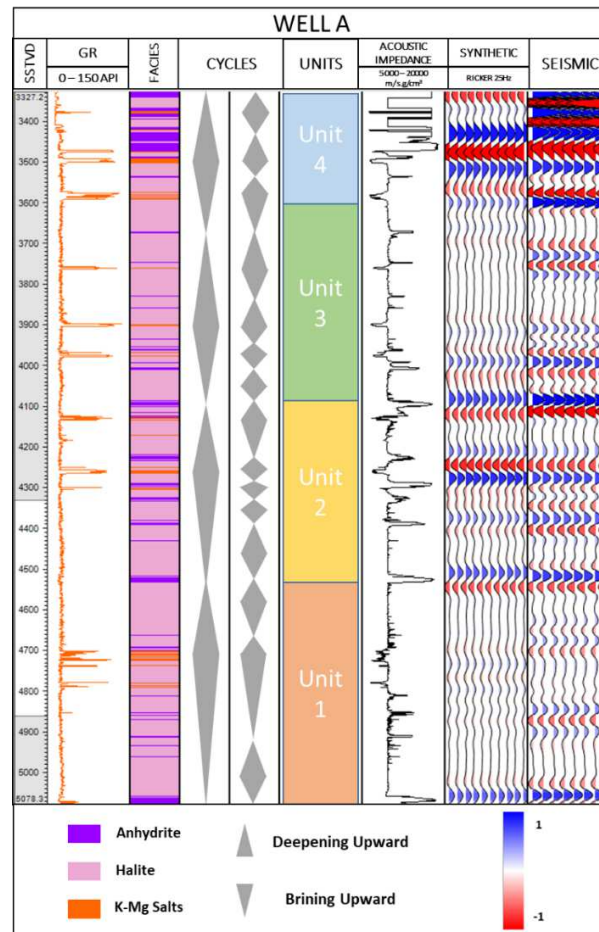 WELL A
SSTVD
GR
0 – 150 API
FACIES
CYCLES
UNITS
ACOUSTIC
IMPEDANCE
5000 – 20000
m/s.g/cm³
SYNTHETIC
RICKER 25Hz
SEISMIC
3327.2
3400
3500
3600
3700
3800
3900
4000
4100
4200
4300
4400
4500
4600
4700
4800
4900
5000
5078.3
Unit
4
Unit
3
Unit
2
Unit
1
Anhydrite
Halite
K-Mg Salts
Deepening Upward
Brining Upward
1
-1